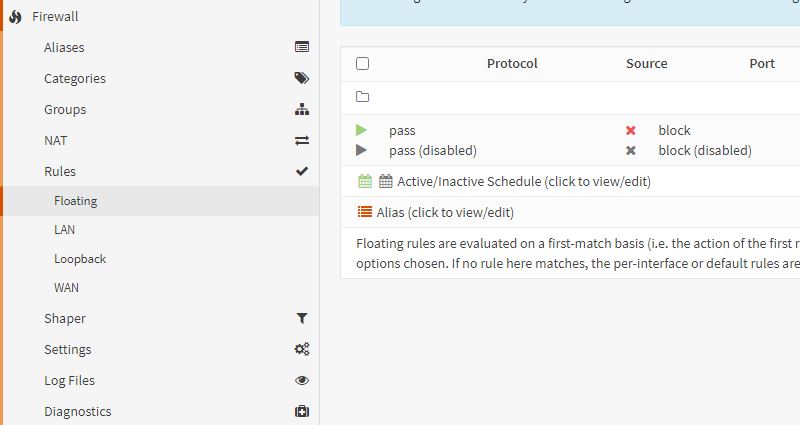 Firewall
Aliases
Categories
Groups
NAT
Rules
Floating
LAN
Loopback
WAN
Shaper
Settings
Log Files
Diagnostics
Protocol Source Port
pass block
pass (disabled) block (disabled)
Active/Inactive Schedule (click to view/edit)
Alias (click to view/edit)
Floating rules are evaluated on a first-match basis (i.e. the action of the first
options chosen. If no rule here matches, the per-interface or default rules are